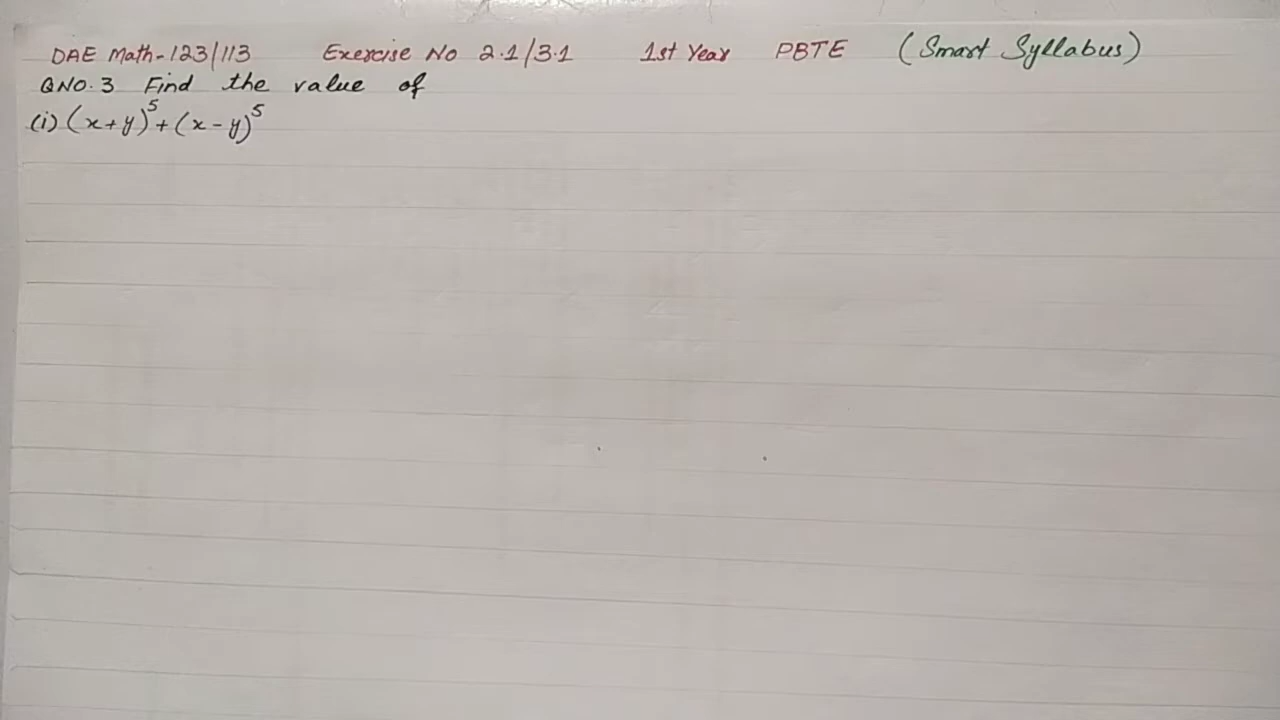 DAE Math-123/113 Exercise No 2.1/3.1 1st Year PBTE (Smart Syllabus)
QNO.3 Find the value of
(i) (x+y)⁵+(x-y)⁵